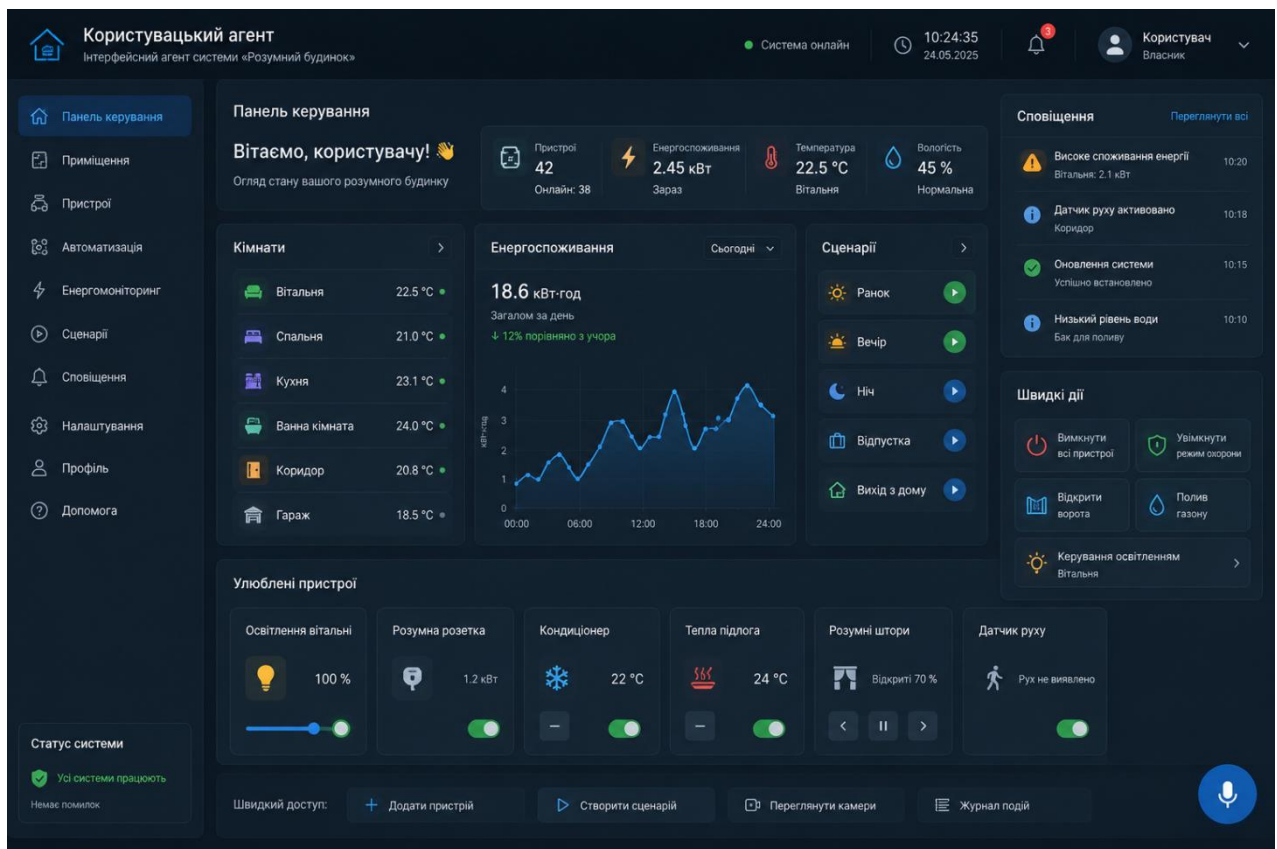 Користувацький агент
Інтерфейсний агент системи «Розумний будинок»
Система онлайн
10:24:35
24.05.2025
3
Користувач
Власник
Панель керування
Приміщення
Пристрої
Автоматизація
Енергомоніторинг
Сценарії
Сповіщення
Налаштування
Профіль
Допомога
Статус системи
Усі системи працюють
Немає помилок
Панель керування
Вітаємо, користувачу! 👋
Огляд стану вашого розумного будинку
Пристрої
42
Онлайн: 38
Енергоспоживання
2.45 кВт
Зараз
Температура
22.5 °C
Вітальня
Вологість
45 %
Нормальна
Кімнати
Вітальня 22.5 °C
Спальня 21.0 °C
Кухня 23.1 °C
Ванна кімната 24.0 °C
Коридор 20.8 °C
Гараж 18.5 °C
Енергоспоживання
Сьогодні
18.6 кВт·год
Загалом за день
↓ 12% порівняно з учора
кВт·год
4
3
2
1
0
00:00 06:00 12:00 18:00 24:00
Сценарії
Ранок
Вечір
Ніч
Відпустка
Вихід з дому
Сповіщення
Переглянути всі
Високе споживання енергії 10:20
Вітальня: 2.1 кВт
Датчик руху активовано 10:18
Коридор
Оновлення системи 10:15
Успішно встановлено
Низький рівень води 10:10
Бак для поливу
Швидкі дії
Вимкнути
всі пристрої
Увімкнути
режим охорони
Відкрити
ворота
Полив
газону
Керування освітленням
Вітальня
Улюблені пристрої
Освітлення вітальні
100 %
Розумна розетка
1.2 кВт
Кондиціонер
22 °C
Тепла підлога
24 °C
Розумні штори
Відкриті 70 %
Датчик руху
Рух не виявлено
Швидкий доступ:
Додати пристрій
Створити сценарій
Переглянути камери
Журнал подій